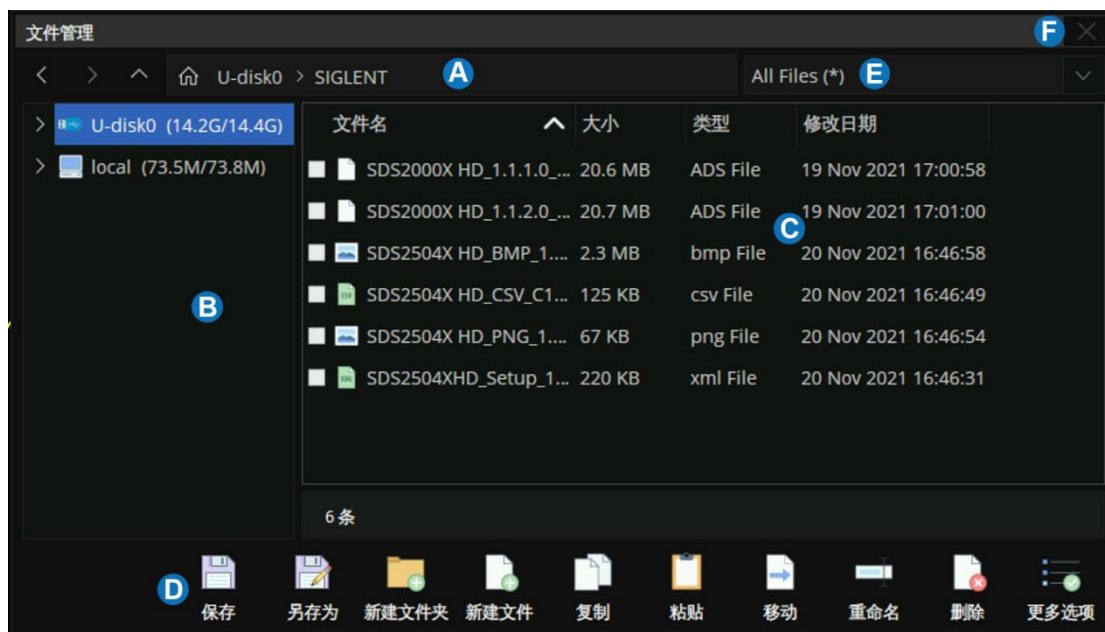 文件管理 F
U-disk0 > SIGLENT A All Files (*) E
U-disk0 (14.2G/14.4G)
local (73.5M/73.8M)
B
文件名 大小 类型 修改日期
SDS2000X HD_1.1.1.0_... 20.6 MB ADS File 19 Nov 2021 17:00:58
SDS2000X HD_1.1.2.0_... 20.7 MB ADS File 19 Nov 2021 17:01:00
C
SDS2504X HD_BMP_1.... 2.3 MB bmp File 20 Nov 2021 16:46:58
SDS2504X HD_CSV_C1... 125 KB csv File 20 Nov 2021 16:46:49
SDS2504X HD_PNG_1.... 67 KB png File 20 Nov 2021 16:46:54
SDS2504XHD_Setup_1... 220 KB xml File 20 Nov 2021 16:46:31
6 条
D
保存 另存为 新建文件夹 新建文件 复制 粘贴 移动 重命名 删除 更多选项